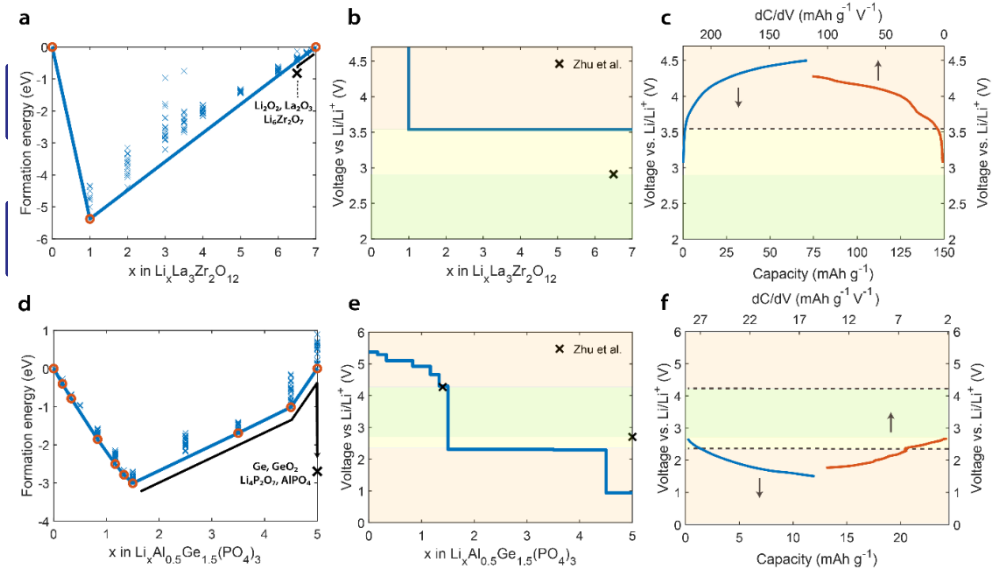 a
Formation energy (eV)
0
-1
-2
-3
-4
-5
-6
Li₂O₂, La₂O₃,
Li₆Zr₂O₇
0 1 2 3 4 5 6 7
x in LiₓLa₃Zr₂O₁₂
b
Voltage vs. Li/Li⁺ (V)
4.5
4
3.5
3
2.5
2
× Zhu et al.
0 1 2 3 4 5 6 7
x in LiₓLa₃Zr₂O₁₂
c
dC/dV (mAh g⁻¹ V⁻¹)
200 150 100 50 0
Voltage vs. Li/Li⁺ (V)
4.5
4
3.5
3
2.5
2
4.5
4
3.5
3
2.5
2
Voltage vs. Li/Li⁺ (V)
0 25 50 75 100 125 150
Capacity (mAh g⁻¹)
d
Formation energy (eV)
1
0
-1
-2
-3
-4
Ge, GeO₂
Li₄P₂O₇, AlPO₄
0 1 2 3 4 5
x in LiₓAl₀.₅Ge₁.₅(PO₄)₃
e
Voltage vs Li/Li⁺ (V)
6
5
4
3
2
1
0
× Zhu et al.
0 1 2 3 4 5
x in LiₓAl₀.₅Ge₁.₅(PO₄)₃
f
dC/dV (mAh g⁻¹ V⁻¹)
27 21 14 7 2
Voltage vs. Li/Li⁺ (V)
6
5
4
3
2
1
0
6
5
4
3
2
1
0
Voltage vs. Li/Li⁺ (V)
0 5 10 15 20
Capacity (mAh g⁻¹)